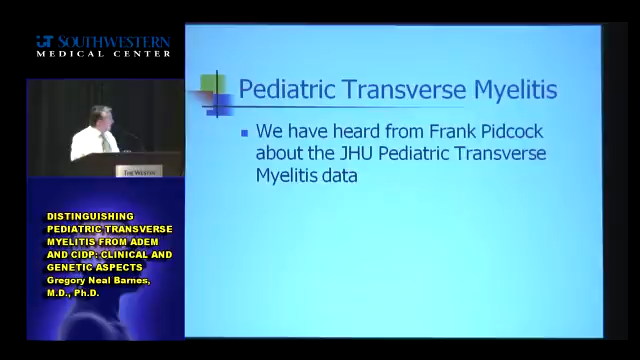 UT SOUTHWESTERN
MEDICAL CENTER
THE WESTIN
DISTINGUISHING
PEDIATRIC TRANSVERSE
MYELITIS FROM ADEM
AND CIDP: CLINICAL AND
GENETIC ASPECTS
Gregory Neal Barnes,
M.D., Ph.D.
Pediatric Transverse Myelitis
We have heard from Frank Pidcock
about the JHU Pediatric Transverse
Myelitis data